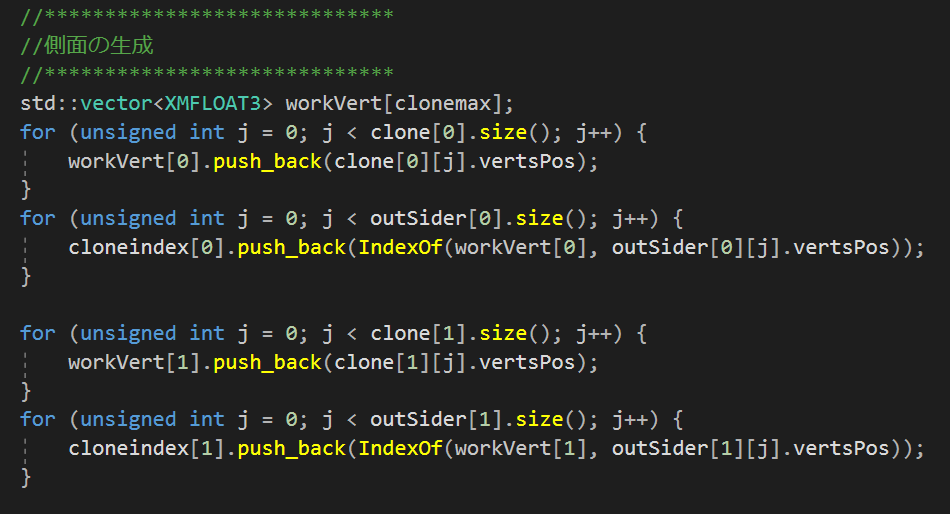 //*****************************
//側面の生成
//*****************************
std::vector<XMFLOAT3> workVert[clonemax];
for (unsigned int j = 0; j < clone[0].size(); j++) {
    workVert[0].push_back(clone[0][j].vertsPos);
}
for (unsigned int j = 0; j < outSider[0].size(); j++) {
    cloneindex[0].push_back(IndexOf(workVert[0], outSider[0][j].vertsPos));
}

for (unsigned int j = 0; j < clone[1].size(); j++) {
    workVert[1].push_back(clone[1][j].vertsPos);
}
for (unsigned int j = 0; j < outSider[1].size(); j++) {
    cloneindex[1].push_back(IndexOf(workVert[1], outSider[1][j].vertsPos));
}